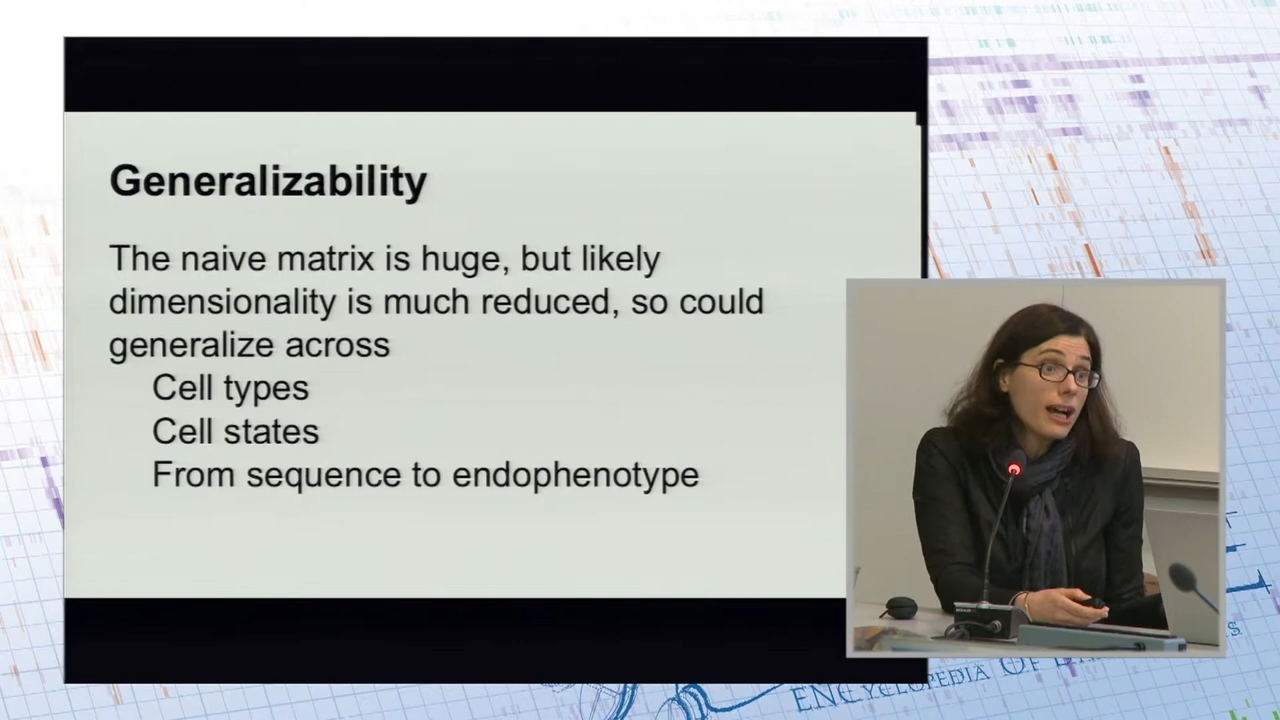 Generalizability
The naive matrix is huge, but likely
dimensionality is much reduced, so could
generalize across
Cell types
Cell states
From sequence to endophenotype
ENCYCLOPEDIA OF